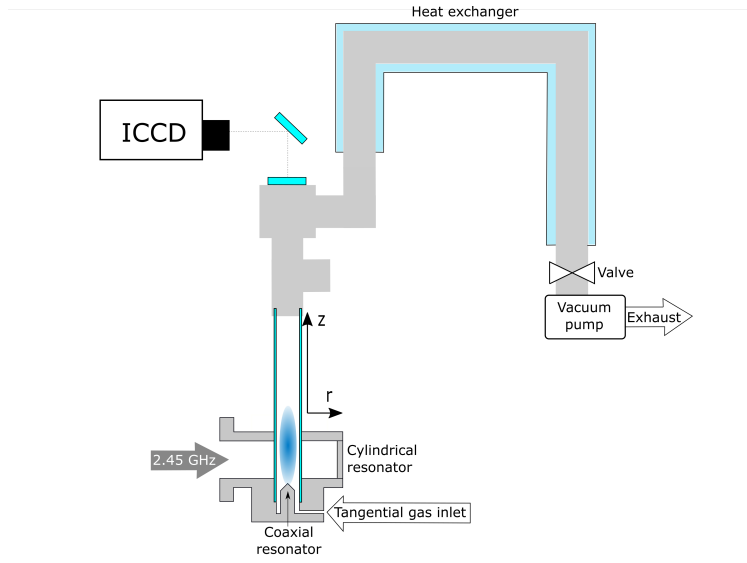 Heat exchanger
ICCD
Valve
Vacuum
pump
Exhaust
z
r
2.45 GHz
Cylindrical
resonator
Tangential gas inlet
Coaxial
resonator